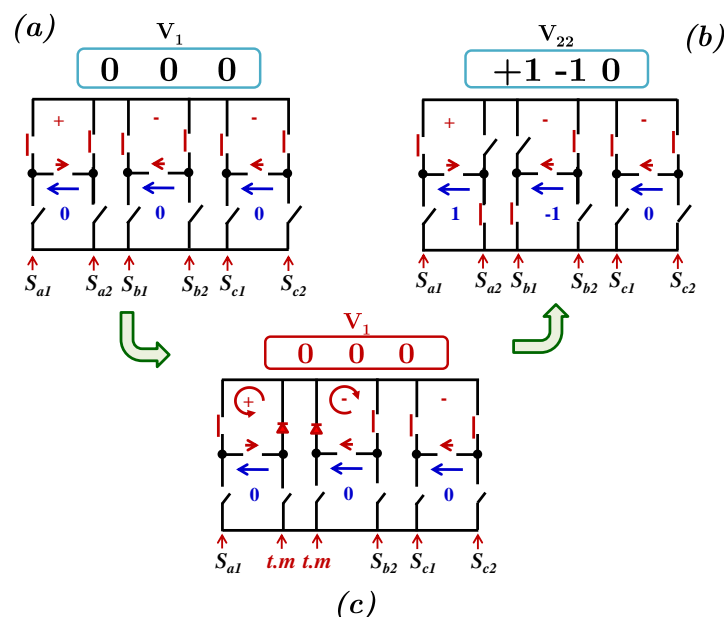 (a)
V1
0 0 0
+ - -
0 0 0
Sa1 Sa2 Sb1 Sb2 Sc1 Sc2
(b)
V22
+1 -1 0
+ - -
1 -1 0
Sa1 Sa2 Sb1 Sb2 Sc1 Sc2
V1
0 0 0
+ - -
0 0 0
Sa1 t.m t.m Sb2 Sc1 Sc2
(c)